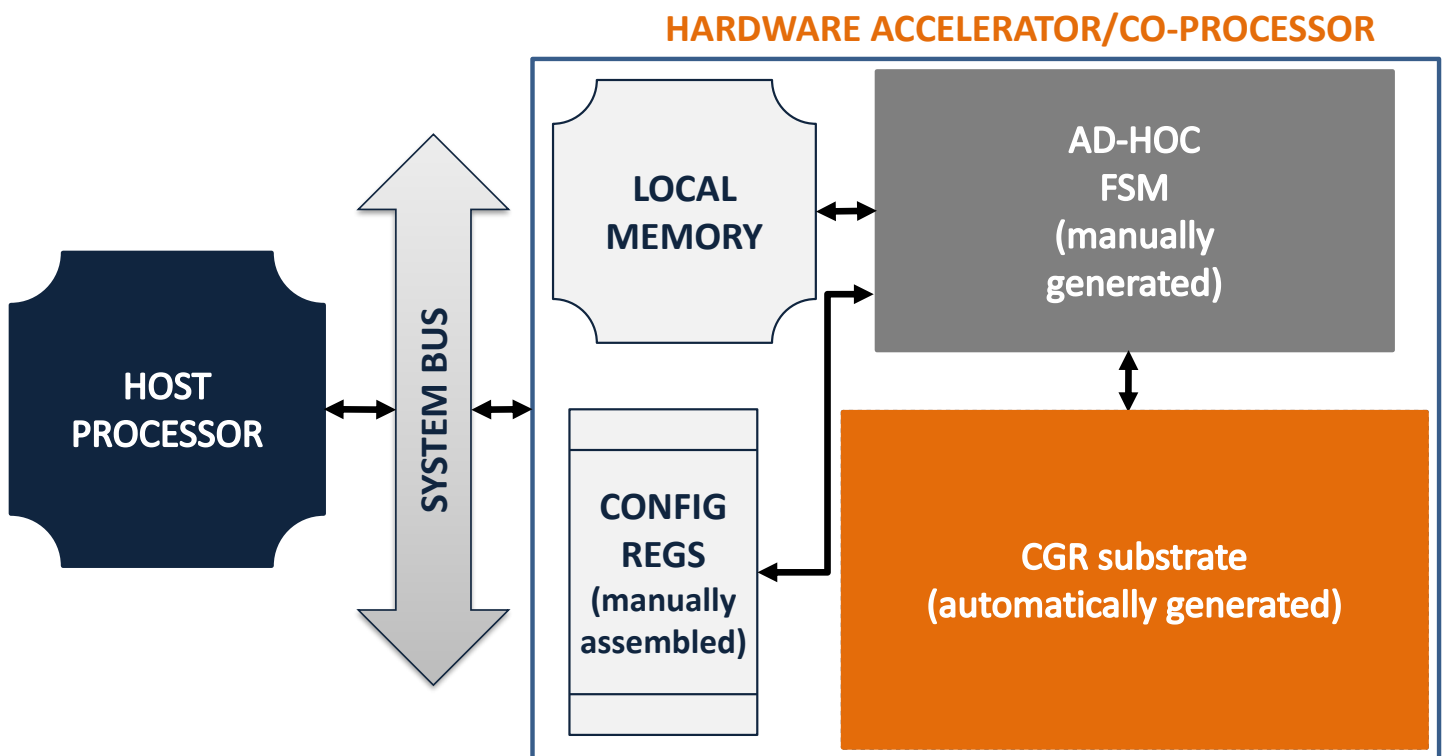 HARDWARE ACCELERATOR/CO-PROCESSOR
HOST
PROCESSOR
SYSTEM BUS
LOCAL
MEMORY
AD-HOC
FSM
(manually
generated)
CONFIG
REGS
(manually
assembled)
CGR substrate
(automatically generated)